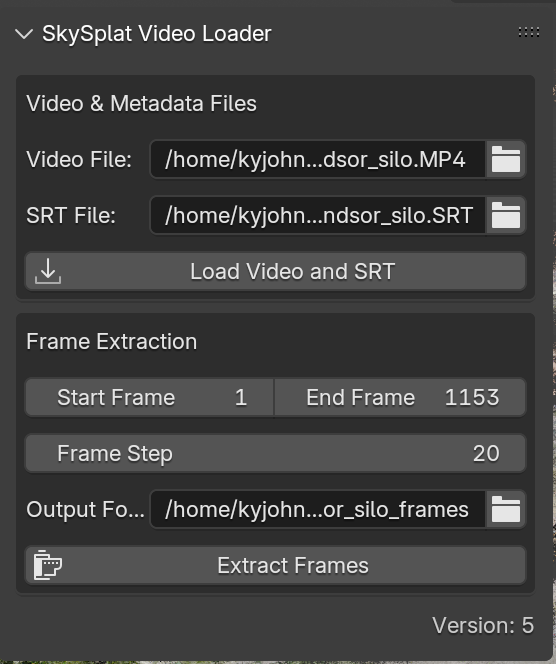 SkySplat Video Loader
Video & Metadata Files
Video File: /home/kyjohn...dsor_silo.MP4
SRT File: /home/kyjohn...ndsor_silo.SRT
Load Video and SRT
Frame Extraction
Start Frame 1 End Frame 1153
Frame Step 20
Output Fo... /home/kyjohn...or_silo_frames
Extract Frames
Version: 5